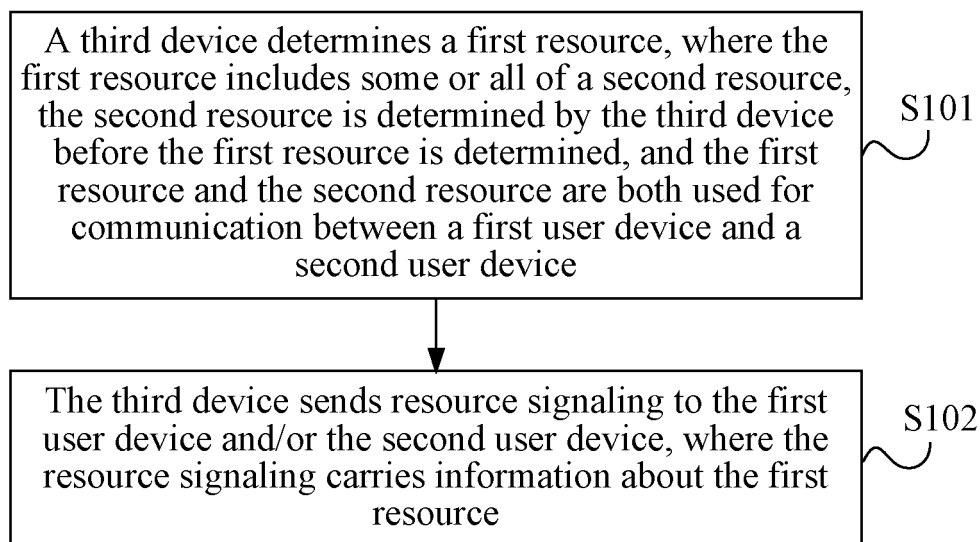 A third device determines a first resource, where the
first resource includes some or all of a second resource,
the second resource is determined by the third device
before the first resource is determined, and the first
resource and the second resource are both used for
communication between a first user device and a
second user device
S101
The third device sends resource signaling to the first
user device and/or the second user device, where the
resource signaling carries information about the first
resource
S102